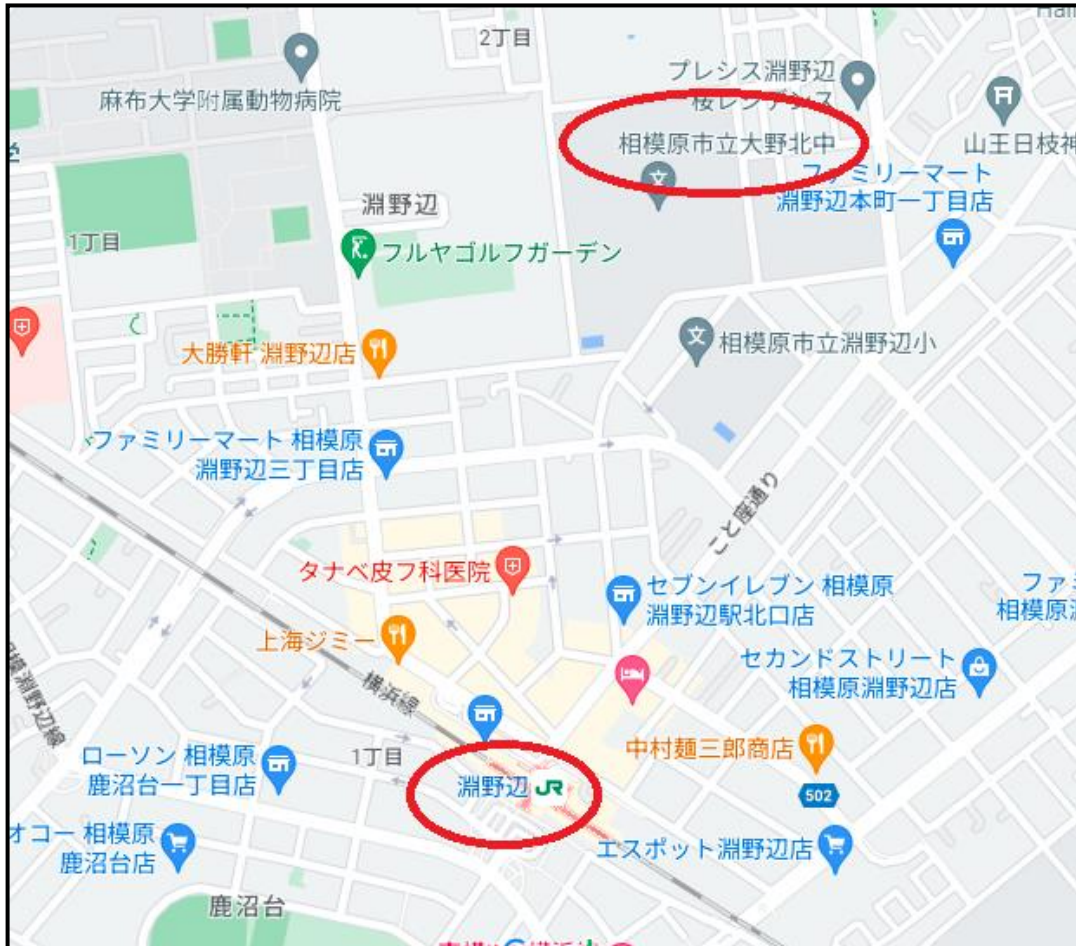 2丁目
プレシス淵野辺
桜レジデンス
麻布大学附属動物病院
相模原市立大野北中
山王日枝神
ファミリーマート
淵野辺本町一丁目店
淵野辺
1丁目
フルヤゴルフガーデン
相模原市立淵野辺小
大勝軒 淵野辺店
ファミリーマート 相模原
淵野辺三丁目店
こと座通り
タナベ皮フ科医院
セブンイレブン 相模原
淵野辺駅北口店
ファミ
相模原淵
上海ジミー
セカンドストリート
相模原淵野辺店
横浜線
模淵野辺線
ローソン 相模原
鹿沼台一丁目店
1丁目
淵野辺 JR
中村麺三郎商店
502
オコー 相模原
鹿沼台店
エスポット淵野辺店
鹿沼台